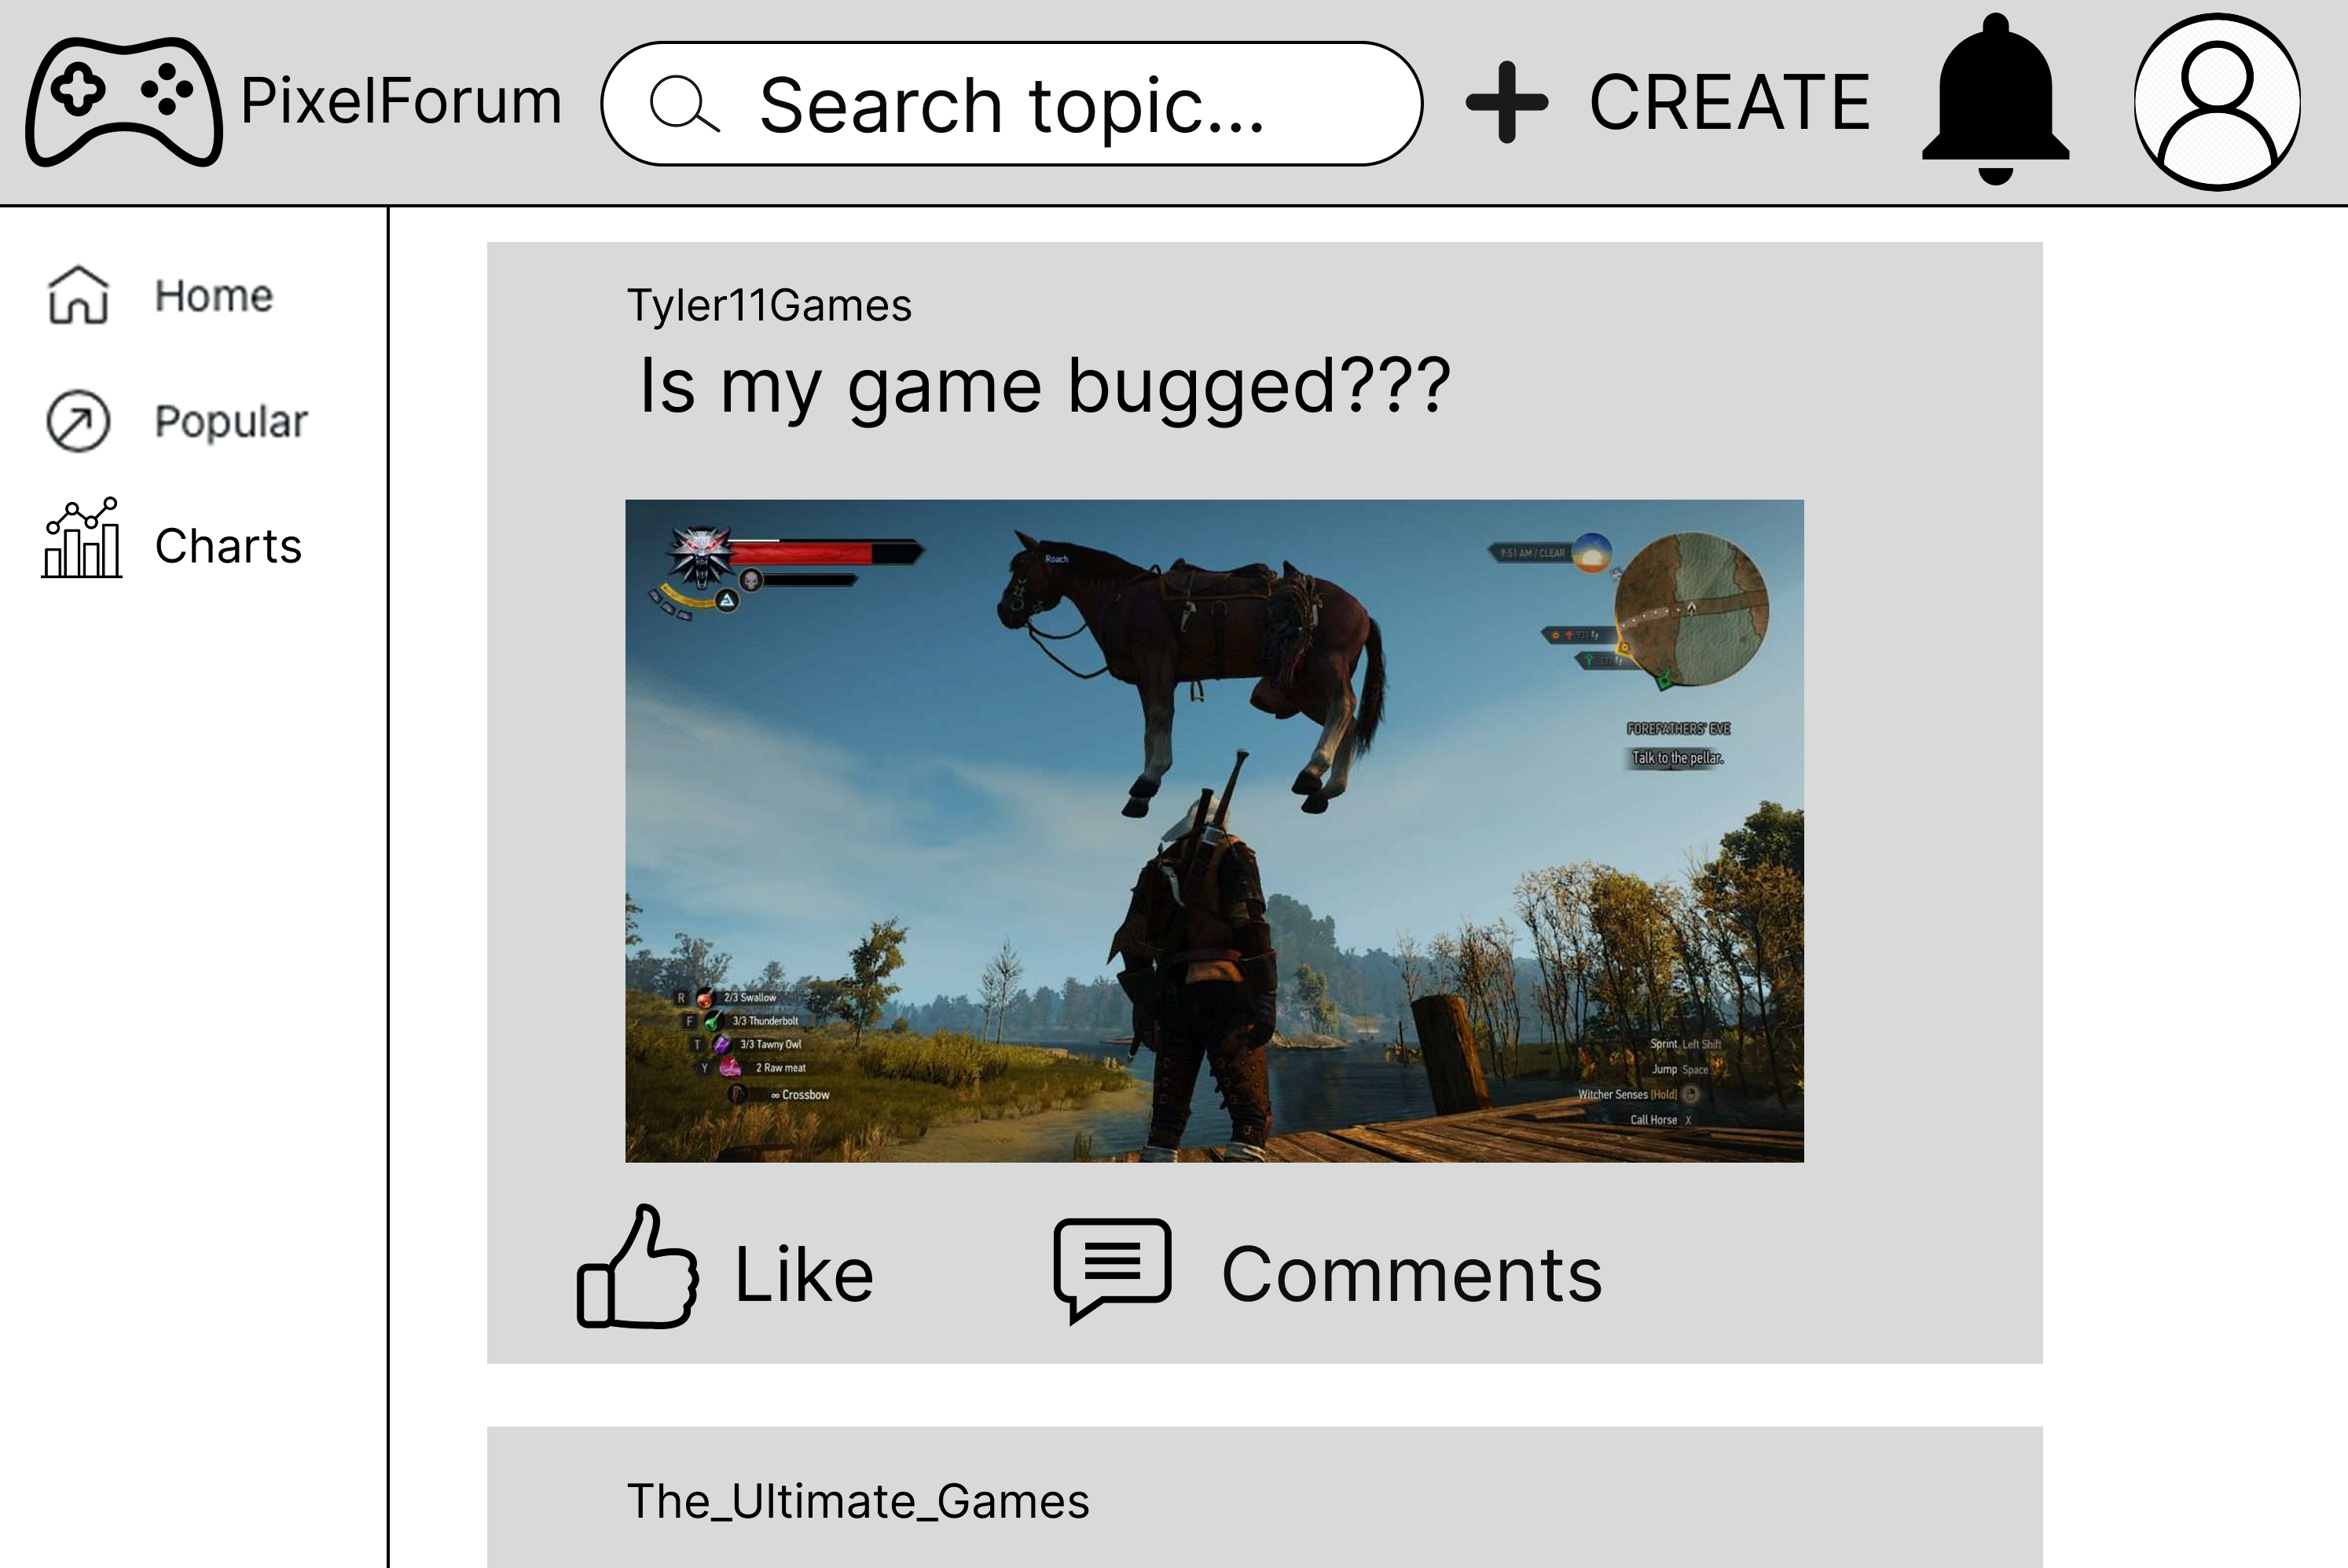 PixelForum
Search topic...
CREATE
Home
Popular
Charts
Tyler11Games
Is my game bugged???
Roach
9:51 AM / CLEAR
FOREFATHERS' EVE
Talk to the pellar.
R 2/3 Swallow
F 3/3 Thunderbolt
T 3/3 Tawny Owl
Y 2 Raw meat
∞ Crossbow
Sprint Left Shift
Jump Space
Witcher Senses [Hold]
Call Horse X
Like
Comments
The_Ultimate_Games